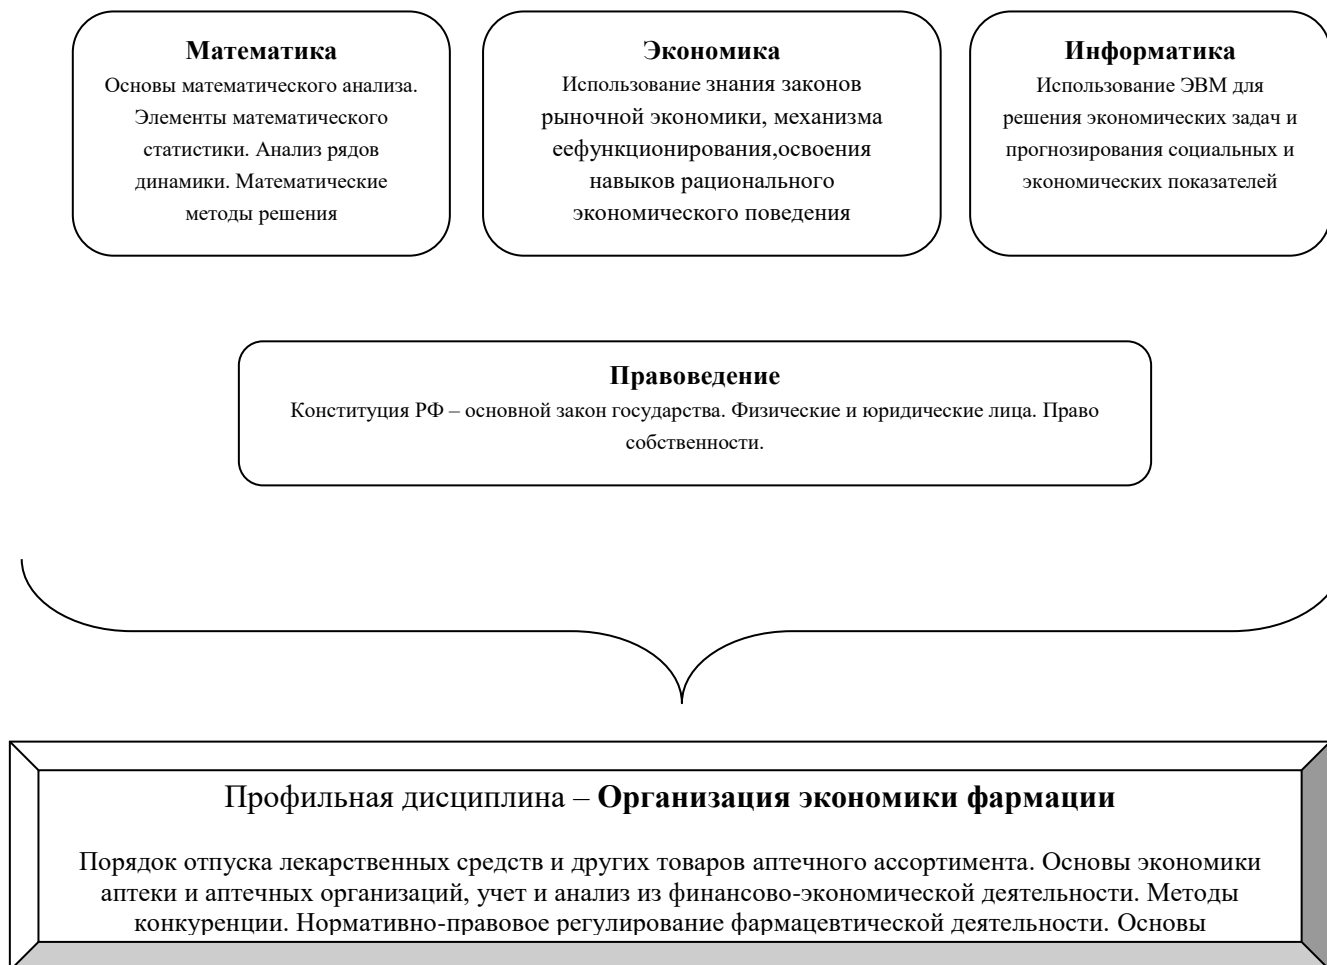 Математика
Основы математического анализа.
Элементы математического
статистики. Анализ рядов
динамики. Математические
методы решения
Экономика
Использование знания законов
рыночной экономики, механизма
еефункционирования,освоения
навыков рационального
экономического поведения
Информатика
Использование ЭВМ для
решения экономических задач и
прогнозирования социальных и
экономических показателей
Правоведение
Конституция РФ – основной закон государства. Физические и юридические лица. Право
собственности.
Профильная дисциплина – Организация экономики фармации
Порядок отпуска лекарственных средств и других товаров аптечного ассортимента. Основы экономики
аптеки и аптечных организаций, учет и анализ из финансово-экономической деятельности. Методы
конкуренции. Нормативно-правовое регулирование фармацевтической деятельности. Основы